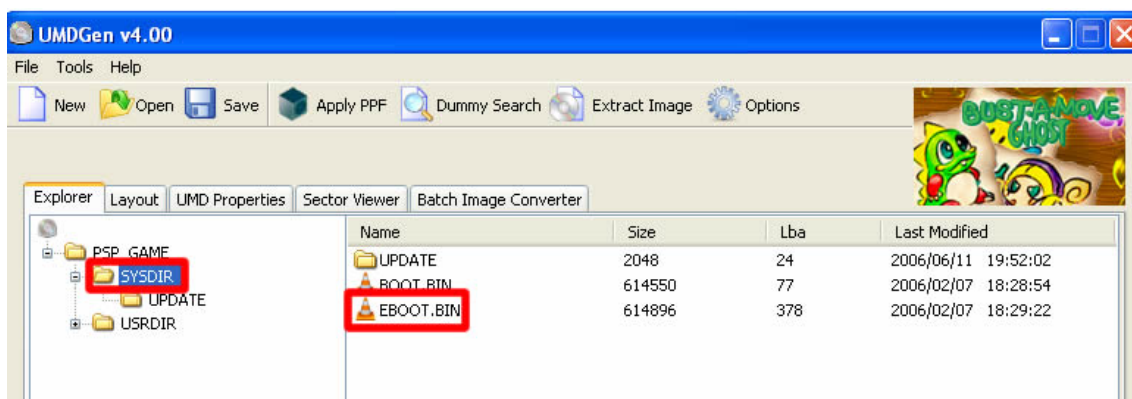 UMDGen v4.00
File Tools Help
New Open Save Apply PPF Dummy Search Extract Image Options
BUST-A-MOVE
GHOST
Explorer Layout UMD Properties Sector Viewer Batch Image Converter
Name Size Lba Last Modified
PSP_GAME
SYSDIR
UPDATE
USRDIR
UPDATE 2048 24 2006/06/11 19:52:02
BOOT.BIN 614550 77 2006/02/07 18:28:54
EBOOT.BIN 614896 378 2006/02/07 18:29:22